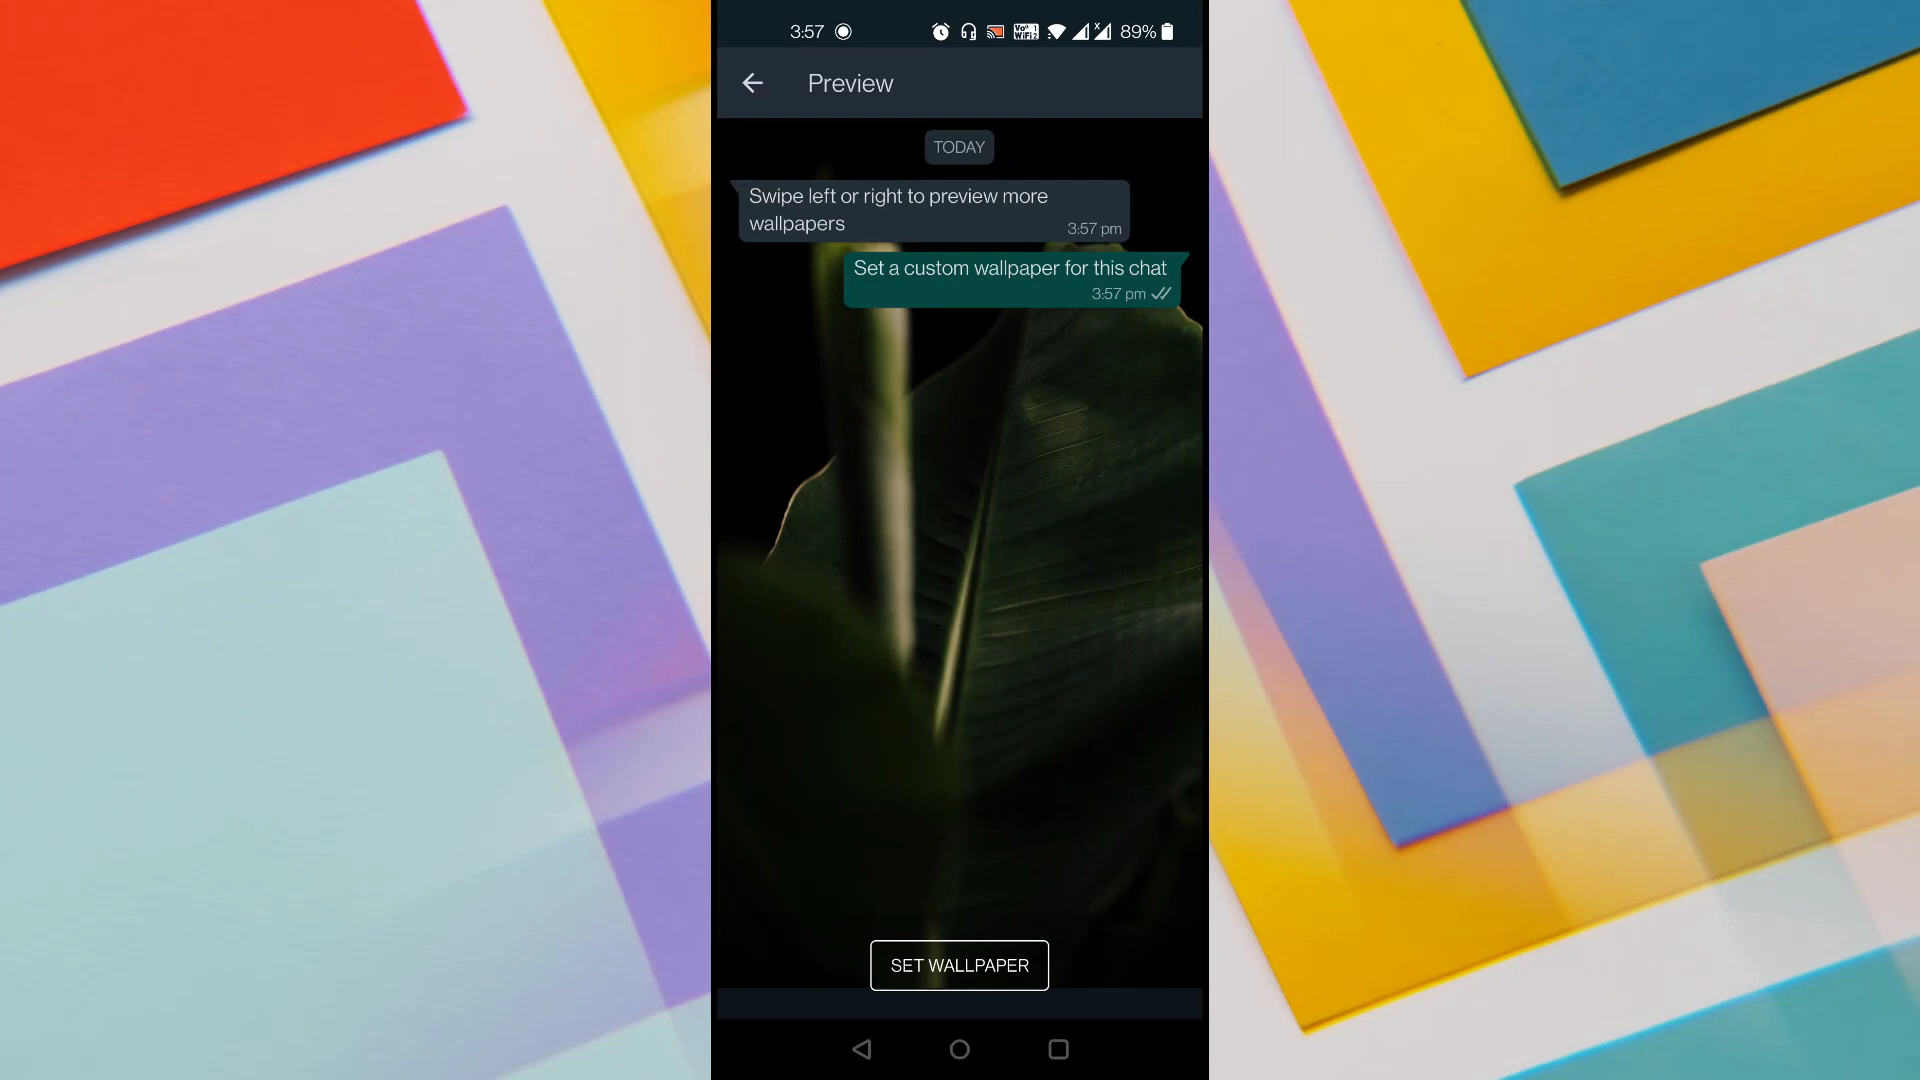 3:57
89%
Preview
TODAY
Swipe left or right to preview more
wallpapers
3:57 pm
Set a custom wallpaper for this chat
3:57 pm
SET WALLPAPER